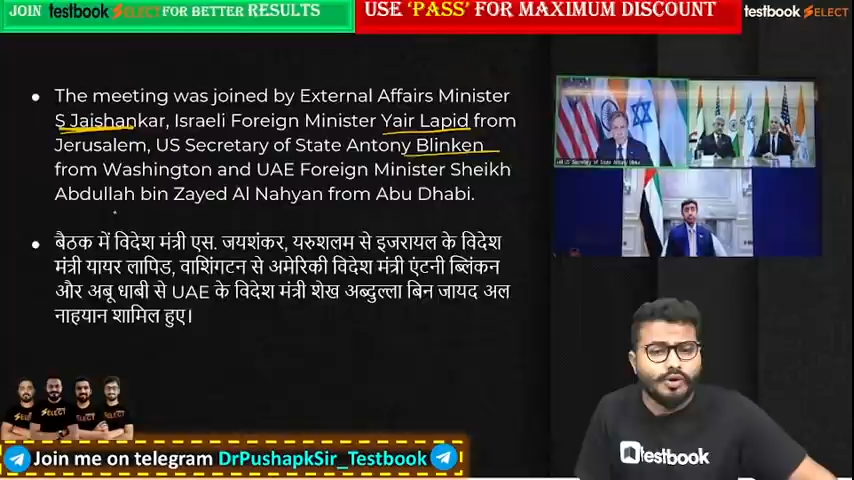 JOIN testbook SELECT FOR BETTER RESULTS
USE ‘PASS’ FOR MAXIMUM DISCOUNT
testbook SELECT
The meeting was joined by External Affairs Minister
S Jaishankar, Israeli Foreign Minister Yair Lapid from
Jerusalem, US Secretary of State Antony Blinken
from Washington and UAE Foreign Minister Sheikh
Abdullah bin Zayed Al Nahyan from Abu Dhabi.
बैठक में विदेश मंत्री एस. जयशंकर, यरुशलम से इजरायल के विदेश
मंत्री यायर लापिड, वाशिंगटन से अमेरिकी विदेश मंत्री एंटनी ब्लिंकन
और अबू धाबी से UAE के विदेश मंत्री शेख अब्दुल्ला बिन जायद अल
नाहयान शामिल हुए।
testbook
Join me on telegram DrPushapkSir_Testbook